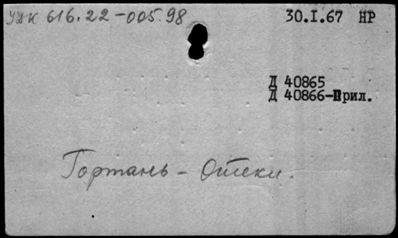 УДК 616.22-005.98
30.I.67 НР
Д 40865
Д 40866-Прил.
Гортань - Отеки.